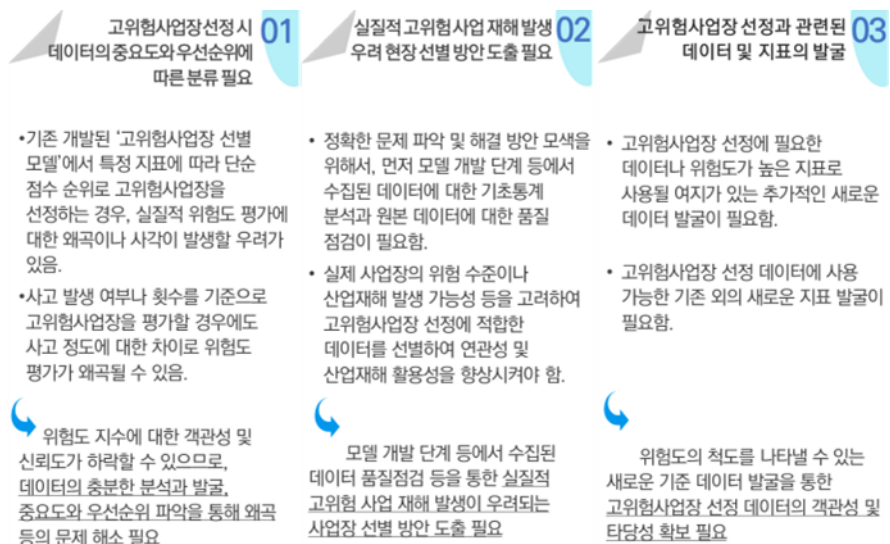 고위험사업장 선정 시
데이터의 중요도와 우선순위에
따른 분류 필요
01
•기존 개발된 '고위험사업장 선별
모델'에서 특정 지표에 따라 단순
점수 순위로 고위험사업장을
선정하는 경우, 실질적 위험도 평가에
대한 왜곡이나 사각이 발생할 우려가
있음.
•사고 발생 여부나 횟수를 기준으로
고위험사업장을 평가할 경우에도
사고 정도에 대한 차이로 위험도
평가가 왜곡될 수 있음.
위험도 지수에 대한 객관성 및
신뢰도가 하락할 수 있으므로,
데이터의 충분한 분석과 발굴,
중요도와 우선순위 파악을 통해 왜곡
등의 문제 해소 필요
실질적 고위험 사업 재해 발생
우려 현장 선별 방안 도출 필요
02
• 정확한 문제 파악 및 해결 방안 모색을
위해서, 먼저 모델 개발 단계 등에서
수집된 데이터에 대한 기초통계
분석과 원본 데이터에 대한 품질
점검이 필요함.
• 실제 사업장의 위험 수준이나
산업재해 발생 가능성 등을 고려하여
고위험사업장 선정에 적합한
데이터를 선별하여 연관성 및
산업재해 활용성을 향상시켜야 함.
모델 개발 단계 등에서 수집된
데이터 품질점검 등을 통한 실질적
고위험 사업 재해 발생이 우려되는
사업장 선별 방안 도출 필요
고위험사업장 선정과 관련된
데이터 및 지표의 발굴
03
• 고위험사업장 선정에 필요한
데이터나 위험도가 높은 지표로
사용될 여지가 있는 추가적인 새로운
데이터 발굴이 필요함.
• 고위험사업장 선정 데이터에 사용
가능한 기존 외의 새로운 지표 발굴이
필요함.
위험도의 척도를 나타낼 수 있는
새로운 기준 데이터 발굴을 통한
고위험사업장 선정 데이터의 객관성 및
타당성 확보 필요